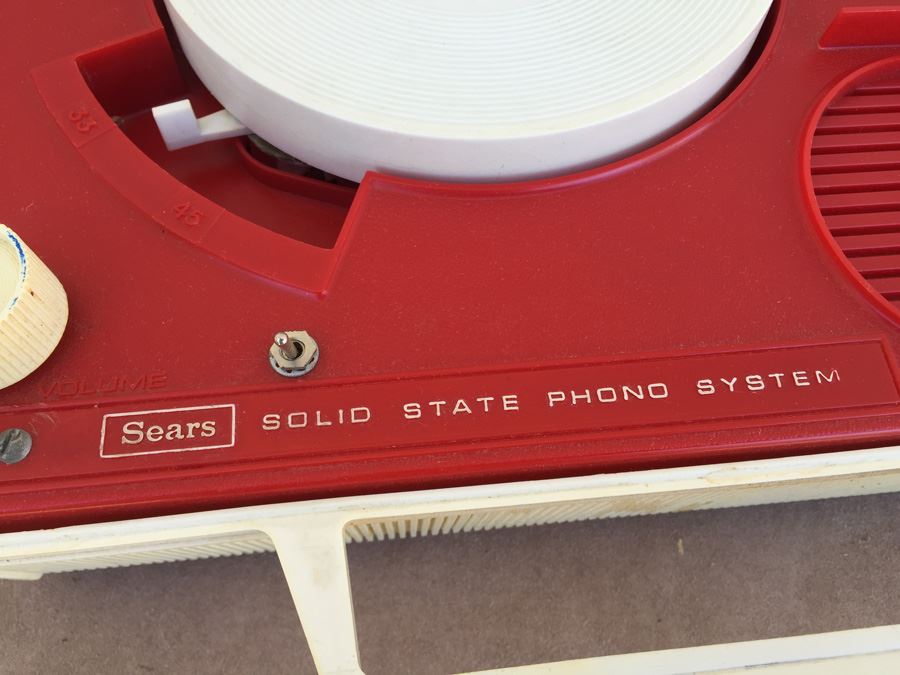 33
45
VOLUME
Sears SOLID STATE PHONO SYSTEM